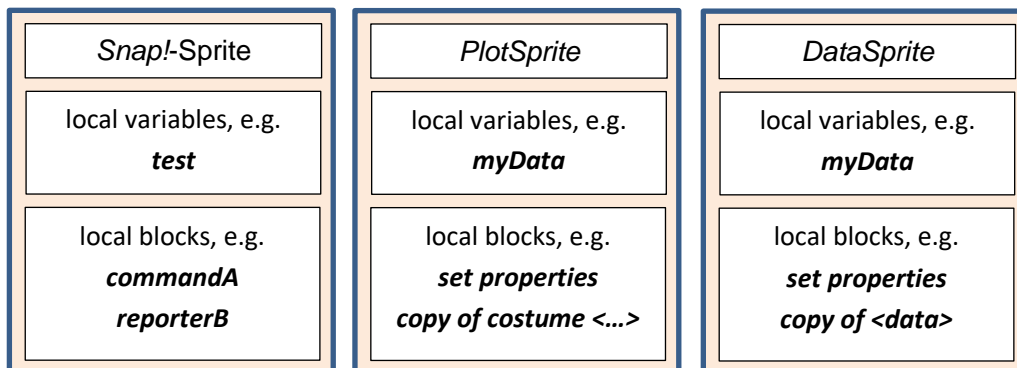 Snap!-Sprite
local variables, e.g.
test
local blocks, e.g.
commandA
reporterB
PlotSprite
local variables, e.g.
myData
local blocks, e.g.
set properties
copy of costume <...>
DataSprite
local variables, e.g.
myData
local blocks, e.g.
set properties
copy of <data>